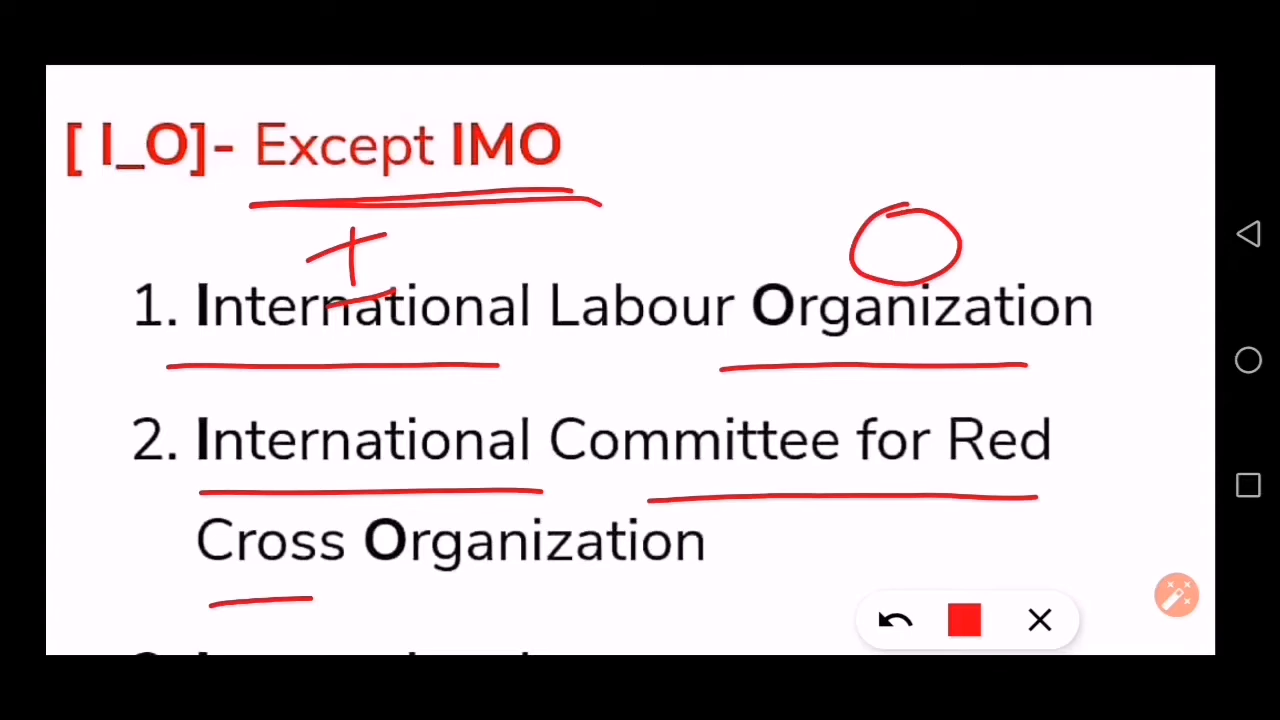 [ I_O]- Except IMO
I O
1. International Labour Organization
2. International Committee for Red
Cross Organization